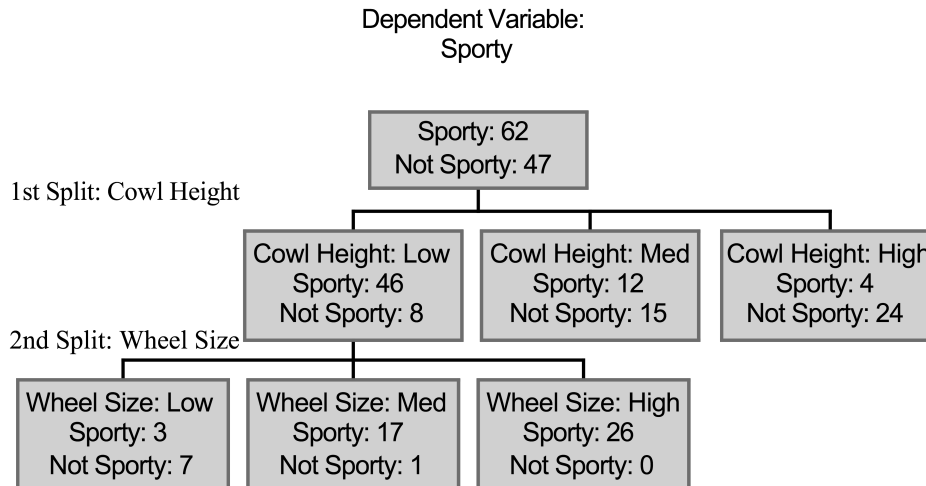 Dependent Variable:
Sporty
Sporty: 62
Not Sporty: 47
1st Split: Cowl Height
Cowl Height: Low
Sporty: 46
Not Sporty: 8
Cowl Height: Med
Sporty: 12
Not Sporty: 15
Cowl Height: High
Sporty: 4
Not Sporty: 24
2nd Split: Wheel Size
Wheel Size: Low
Sporty: 3
Not Sporty: 7
Wheel Size: Med
Sporty: 17
Not Sporty: 1
Wheel Size: High
Sporty: 26
Not Sporty: 0